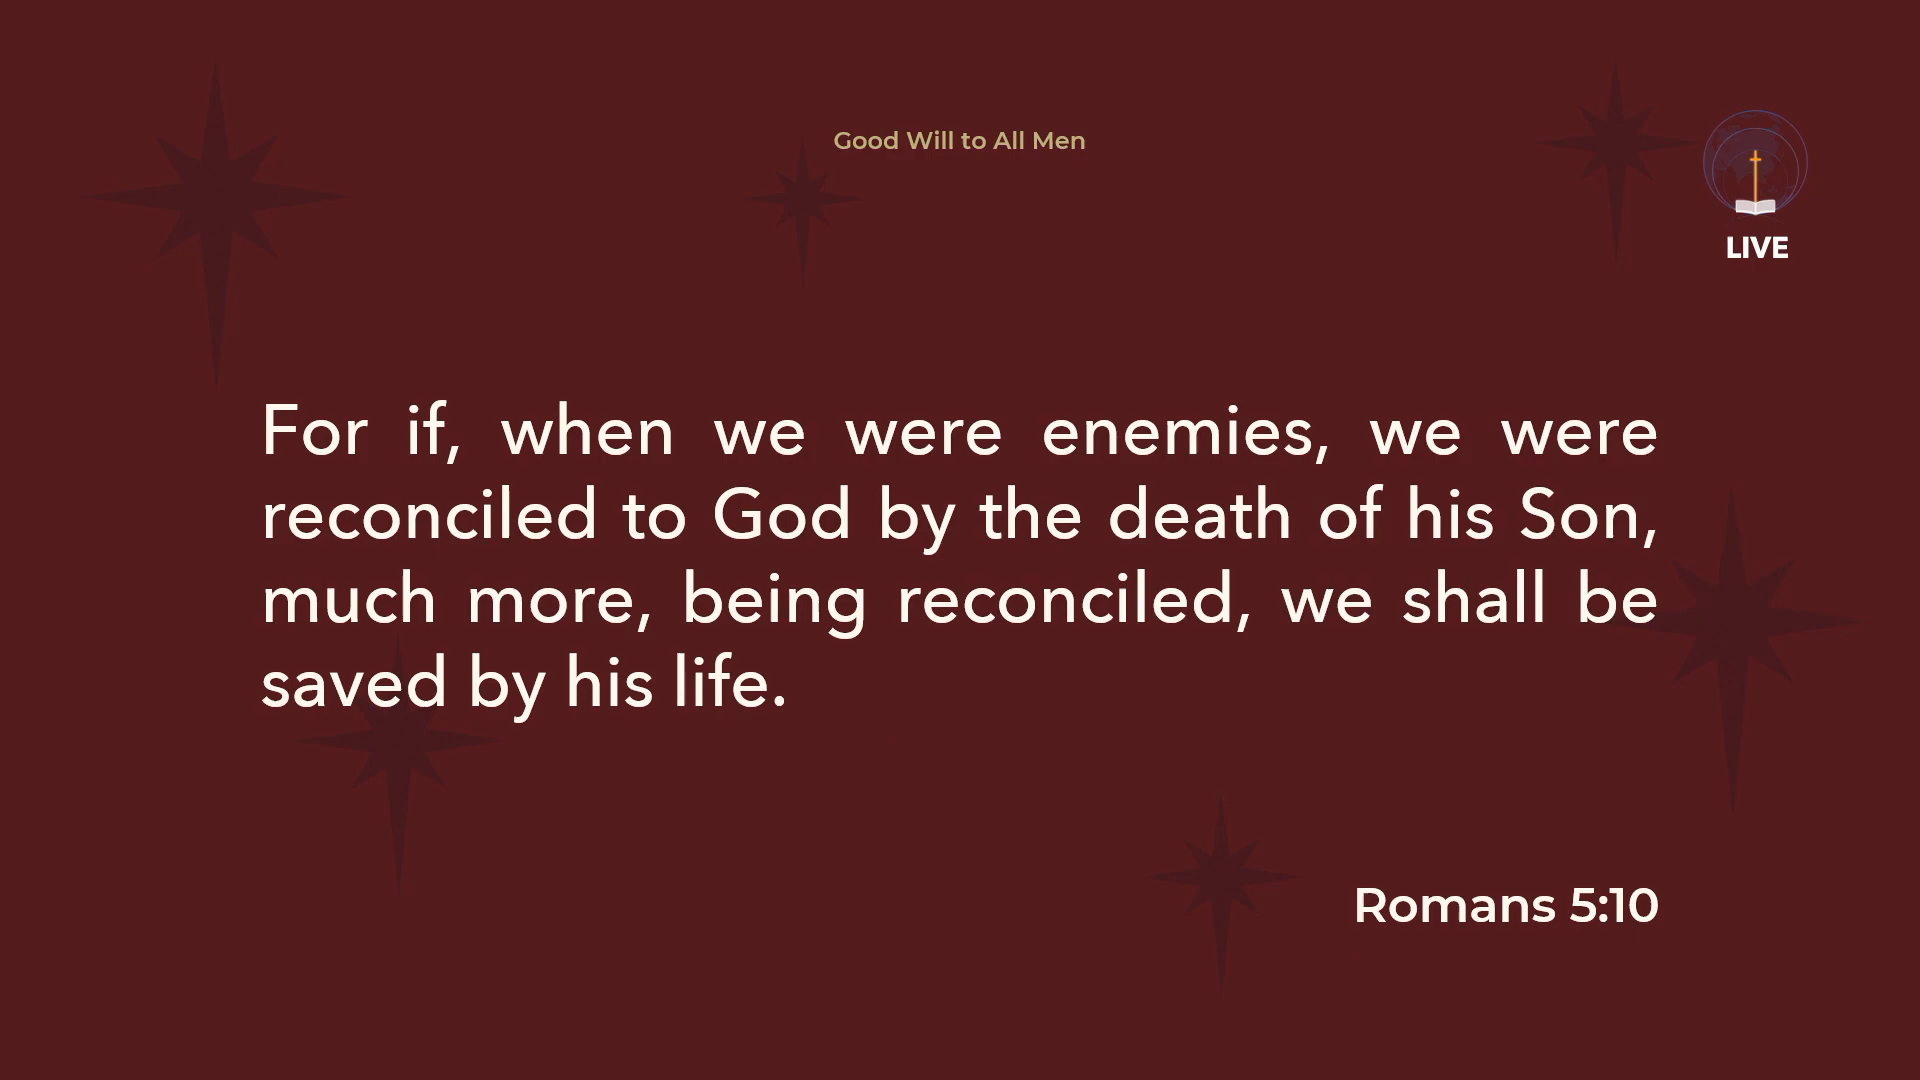 Good Will to All Men
LIVE
For if, when we were enemies, we were
reconciled to God by the death of his Son,
much more, being reconciled, we shall be
saved by his life.
Romans 5:10